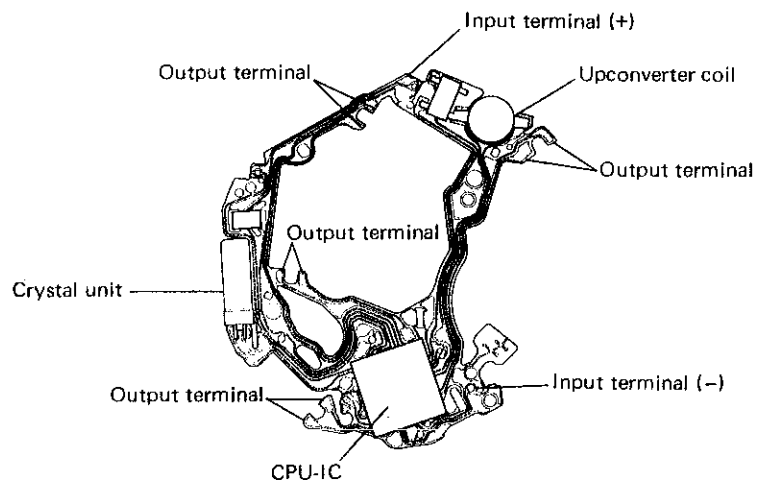 Input terminal (+)
Output terminal
Upconverter coil
Output terminal
Output terminal
Crystal unit
Output terminal
Input terminal (−)
CPU-IC